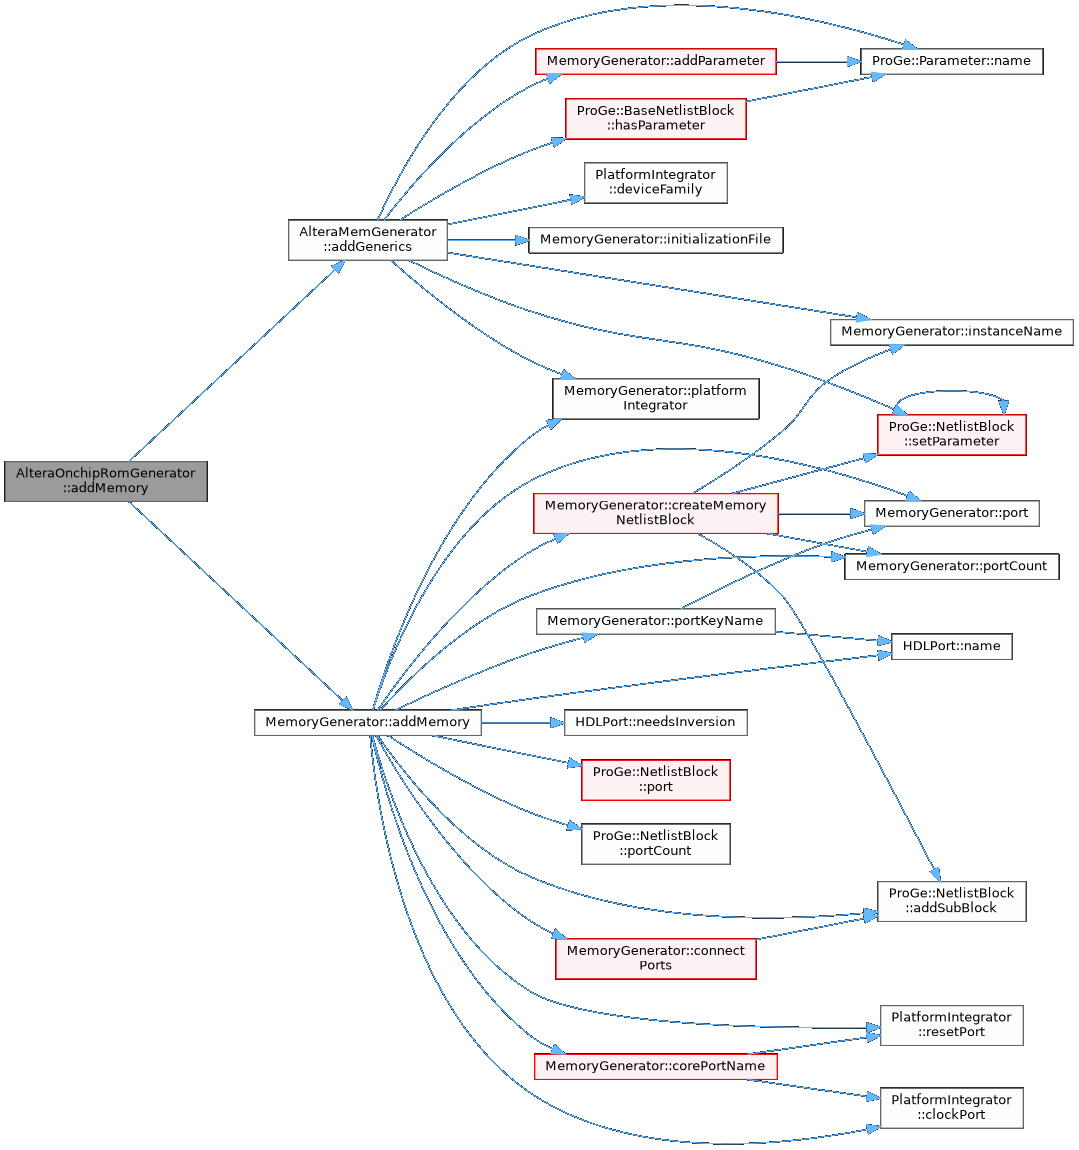 MemoryGenerator::addParameter
ProGe::Parameter::name
ProGe::BaseNetlistBlock
::hasParameter
PlatformIntegrator
::deviceFamily
AlteraMemGenerator
::addGenerics
MemoryGenerator::initializationFile
MemoryGenerator::instanceName
MemoryGenerator::platform
Integrator
ProGe::NetlistBlock
::setParameter
AlteraOnchipRomGenerator
::addMemory
MemoryGenerator::createMemory
NetlistBlock
MemoryGenerator::port
MemoryGenerator::portCount
MemoryGenerator::portKeyName
HDLPort::name
MemoryGenerator::addMemory
HDLPort::needsInversion
ProGe::NetlistBlock
::port
ProGe::NetlistBlock
::portCount
ProGe::NetlistBlock
::addSubBlock
MemoryGenerator::connect
Ports
PlatformIntegrator
::resetPort
MemoryGenerator::corePortName
PlatformIntegrator
::clockPort